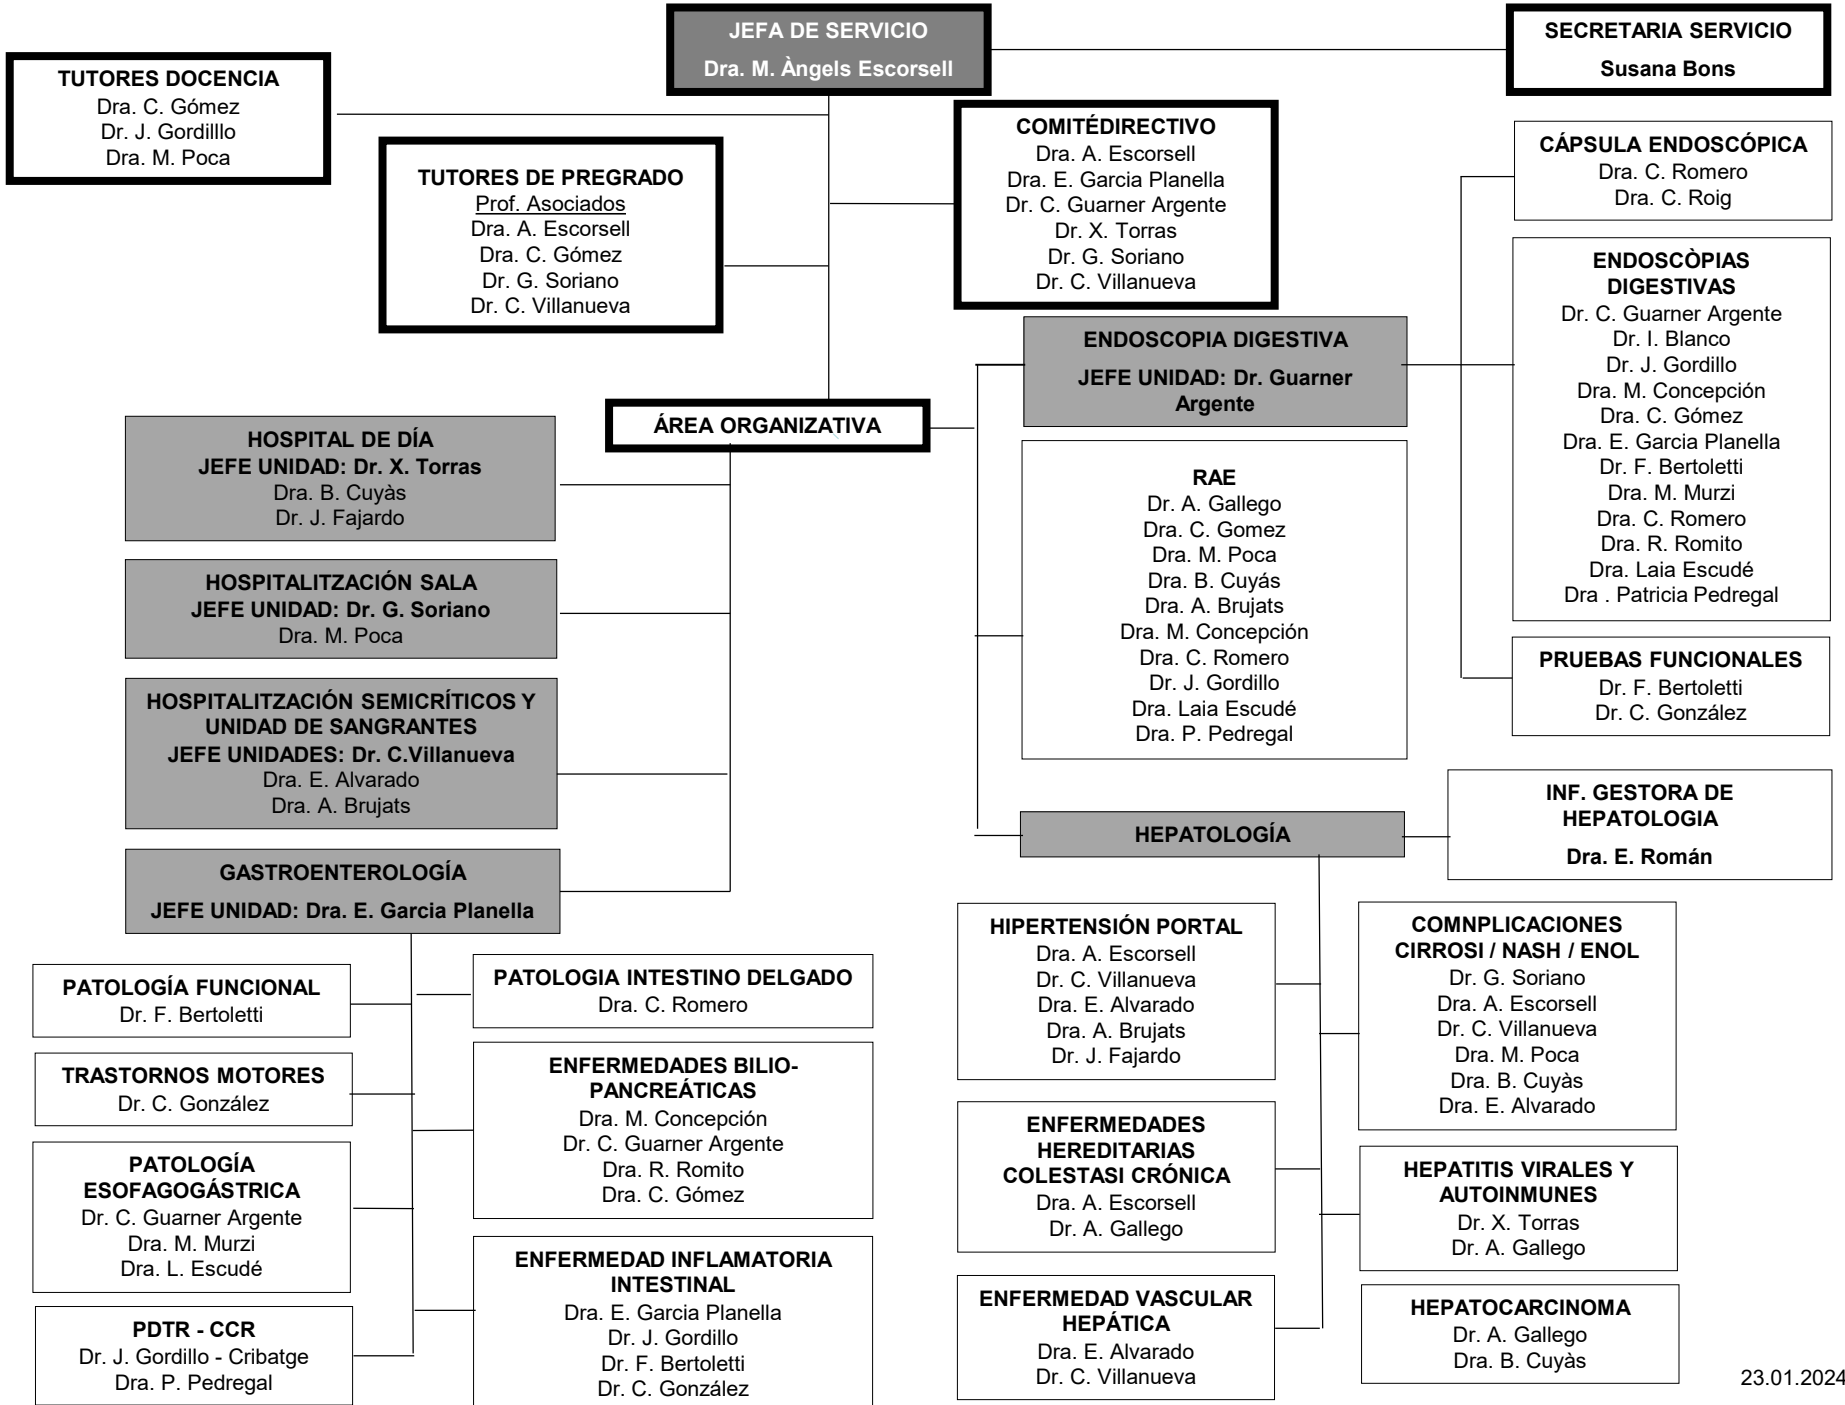 JEFA DE SERVICIO
Dra. M. Àngels Escorsell
SECRETARIA SERVICIO
Susana Bons
TUTORES DOCENCIA
Dra. C. Gómez
Dr. J. Gordilllo
Dra. M. Poca
TUTORES DE PREGRADO
Prof. Asociados
Dra. A. Escorsell
Dra. C. Gómez
Dr. G. Soriano
Dr. C. Villanueva
COMITÉDIRECTIVO
Dra. A. Escorsell
Dra. E. Garcia Planella
Dr. C. Guarner Argente
Dr. X. Torras
Dr. G. Soriano
Dr. C. Villanueva
CÁPSULA ENDOSCÓPICA
Dra. C. Romero
Dra. C. Roig
ENDOSCÒPIAS
DIGESTIVAS
Dr. C. Guarner Argente
Dr. I. Blanco
Dr. J. Gordillo
Dra. M. Concepción
Dra. C. Gómez
Dra. E. Garcia Planella
Dr. F. Bertoletti
Dra. M. Murzi
Dra. C. Romero
Dra. R. Romito
Dra. Laia Escudé
Dra . Patricia Pedregal
PRUEBAS FUNCIONALES
Dr. F. Bertoletti
Dr. C. González
ENDOSCOPIA DIGESTIVA
JEFE UNIDAD: Dr. Guarner
Argente
ÁREA ORGANIZATIVA
HOSPITAL DE DÍA
JEFE UNIDAD: Dr. X. Torras
Dra. B. Cuyàs
Dr. J. Fajardo
HOSPITALITZACIÓN SALA
JEFE UNIDAD: Dr. G. Soriano
Dra. M. Poca
HOSPITALITZACIÓN SEMICRÍTICOS Y
UNIDAD DE SANGRANTES
JEFE UNIDADES: Dr. C.Villanueva
Dra. E. Alvarado
Dra. A. Brujats
GASTROENTEROLOGÍA
JEFE UNIDAD: Dra. E. Garcia Planella
RAE
Dr. A. Gallego
Dra. C. Gomez
Dra. M. Poca
Dra. B. Cuyás
Dra. A. Brujats
Dra. M. Concepción
Dra. C. Romero
Dr. J. Gordillo
Dra. Laia Escudé
Dra. P. Pedregal
HEPATOLOGÍA
INF. GESTORA DE
HEPATOLOGIA
Dra. E. Román
PATOLOGÍA FUNCIONAL
Dr. F. Bertoletti
TRASTORNOS MOTORES
Dr. C. González
PATOLOGÍA
ESOFAGOGÁSTRICA
Dr. C. Guarner Argente
Dra. M. Murzi
Dra. L. Escudé
PDTR - CCR
Dr. J. Gordillo - Cribatge
Dra. P. Pedregal
PATOLOGIA INTESTINO DELGADO
Dra. C. Romero
ENFERMEDADES BILIO-
PANCREÁTICAS
Dra. M. Concepción
Dr. C. Guarner Argente
Dra. R. Romito
Dra. C. Gómez
ENFERMEDAD INFLAMATORIA
INTESTINAL
Dra. E. Garcia Planella
Dr. J. Gordillo
Dr. F. Bertoletti
Dr. C. González
HIPERTENSIÓN PORTAL
Dra. A. Escorsell
Dr. C. Villanueva
Dra. E. Alvarado
Dra. A. Brujats
Dr. J. Fajardo
ENFERMEDADES
HEREDITARIAS
COLESTASI CRÓNICA
Dra. A. Escorsell
Dr. A. Gallego
ENFERMEDAD VASCULAR
HEPÁTICA
Dra. E. Alvarado
Dr. C. Villanueva
COMNPLICACIONES
CIRROSI / NASH / ENOL
Dr. G. Soriano
Dra. A. Escorsell
Dr. C. Villanueva
Dra. M. Poca
Dra. B. Cuyàs
Dra. E. Alvarado
HEPATITIS VIRALES Y
AUTOINMUNES
Dr. X. Torras
Dr. A. Gallego
HEPATOCARCINOMA
Dr. A. Gallego
Dra. B. Cuyàs
23.01.2024